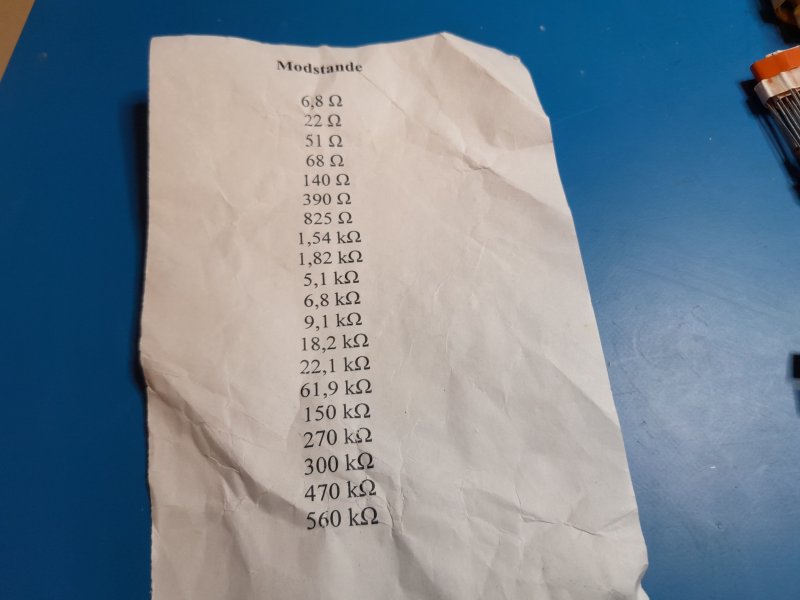 Modstande
6,8 Ω
22 Ω
51 Ω
68 Ω
140 Ω
390 Ω
825 Ω
1,54 kΩ
1,82 kΩ
5,1 kΩ
6,8 kΩ
9,1 kΩ
18,2 kΩ
22,1 kΩ
61,9 kΩ
150 kΩ
270 kΩ
300 kΩ
470 kΩ
560 kΩ